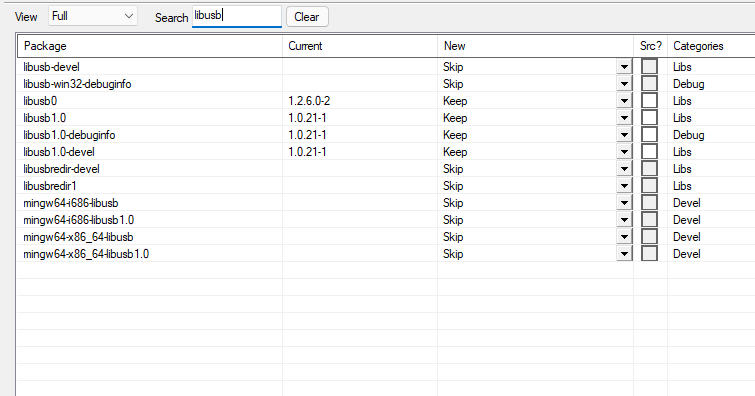 View Full Search libusb Clear
Package Current New Src? Categories
libusb-devel Skip Libs
libusb-win32-debuginfo Skip Debug
libusb0 1.2.6.0-2 Keep Libs
libusb1.0 1.0.21-1 Keep Libs
libusb1.0-debuginfo 1.0.21-1 Keep Debug
libusb1.0-devel 1.0.21-1 Keep Libs
libusbredir-devel Skip Libs
libusbredir1 Skip Libs
mingw64-i686-libusb Skip Devel
mingw64-i686-libusb1.0 Skip Devel
mingw64-x86_64-libusb Skip Devel
mingw64-x86_64-libusb1.0 Skip Devel